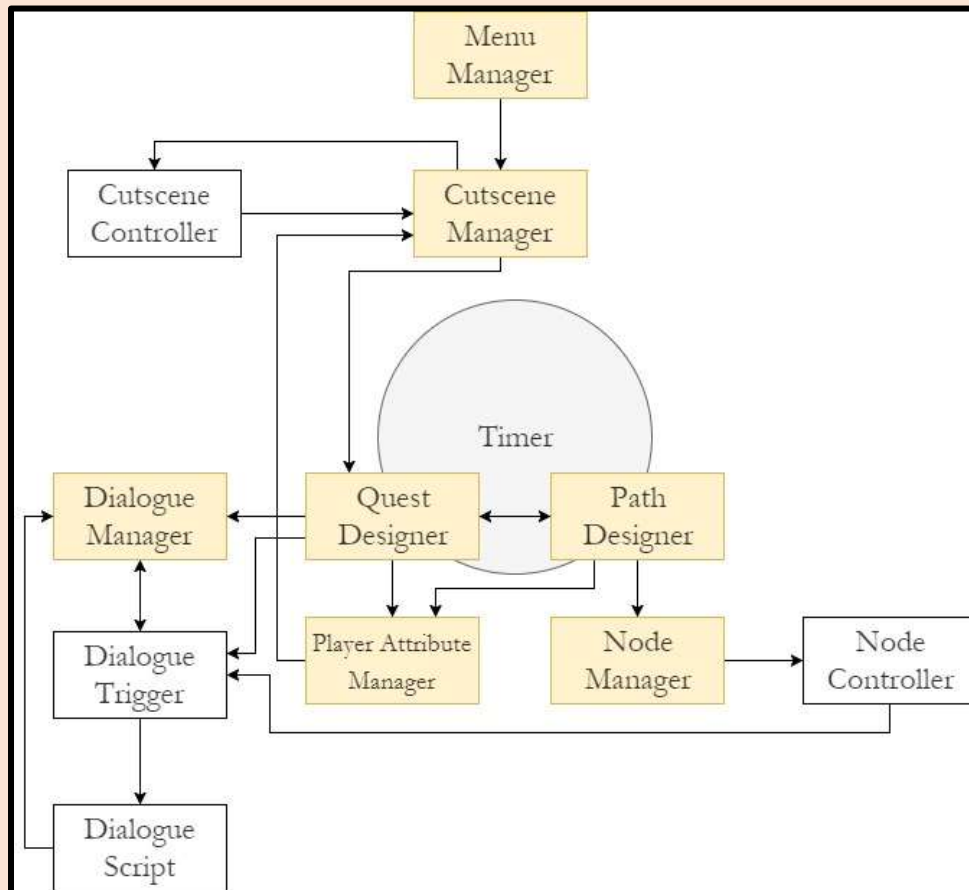 Menu
Manager
Cutscene
Controller
Cutscene
Manager
Timer
Dialogue
Manager
Quest
Designer
Path
Designer
Dialogue
Trigger
Player Attribute
Manager
Node
Manager
Node
Controller
Dialogue
Script